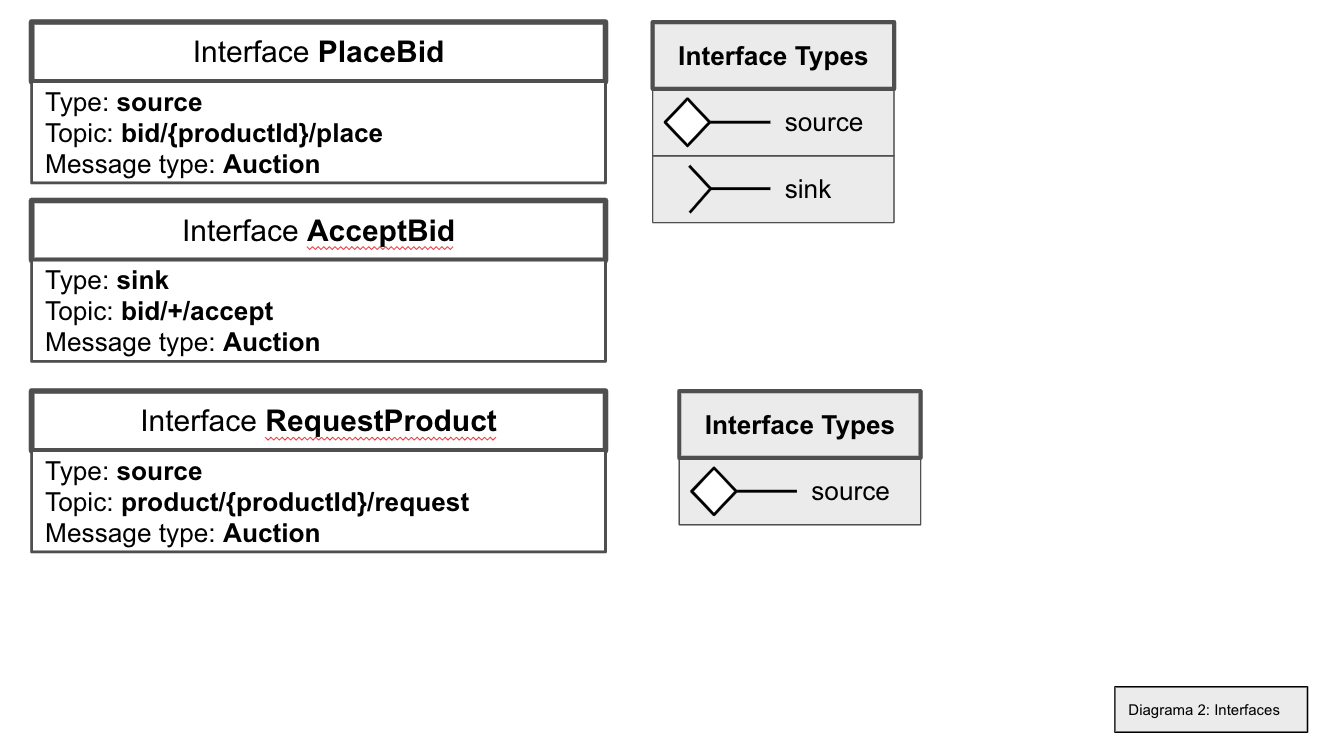 Interface PlaceBid
Type: source
Topic: bid/{productId}/place
Message type: Auction
Interface AcceptBid
Type: sink
Topic: bid/+/accept
Message type: Auction
Interface RequestProduct
Type: source
Topic: product/{productId}/request
Message type: Auction
Interface Types
source
sink
Interface Types
source
Diagrama 2: Interfaces